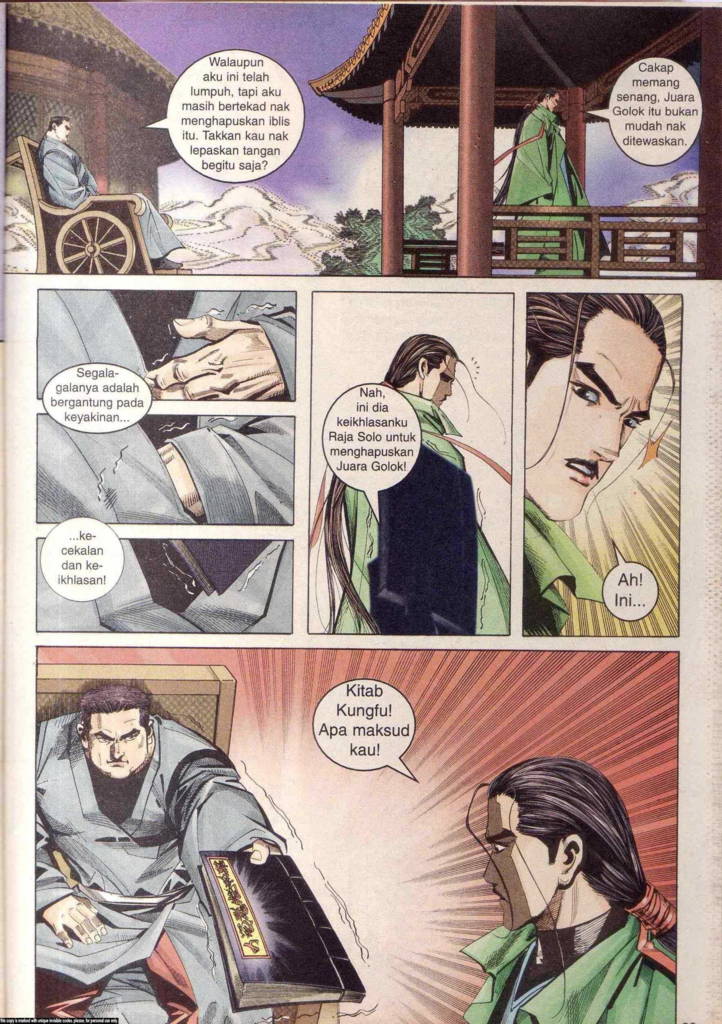 Walaupun
aku ini telah
lumpuh, tapi aku
masih bertekad nak
menghapuskan iblis
itu. Takkan kau nak
lepaskan tangan
begitu saja?
Cakap
memang
senang, Juara
Golok itu bukan
mudah nak
ditewaskan.
Segala-
galanya adalah
bergantung pada
keyakinan...
...ke-
cekalan
dan ke-
ikhlasan!
Nah,
ini dia
keikhlasanku
Raja Solo untuk
menghapuskan
Juara Golok!
Ah!
Ini...
Kitab
Kungfu!
Apa maksud
kau!